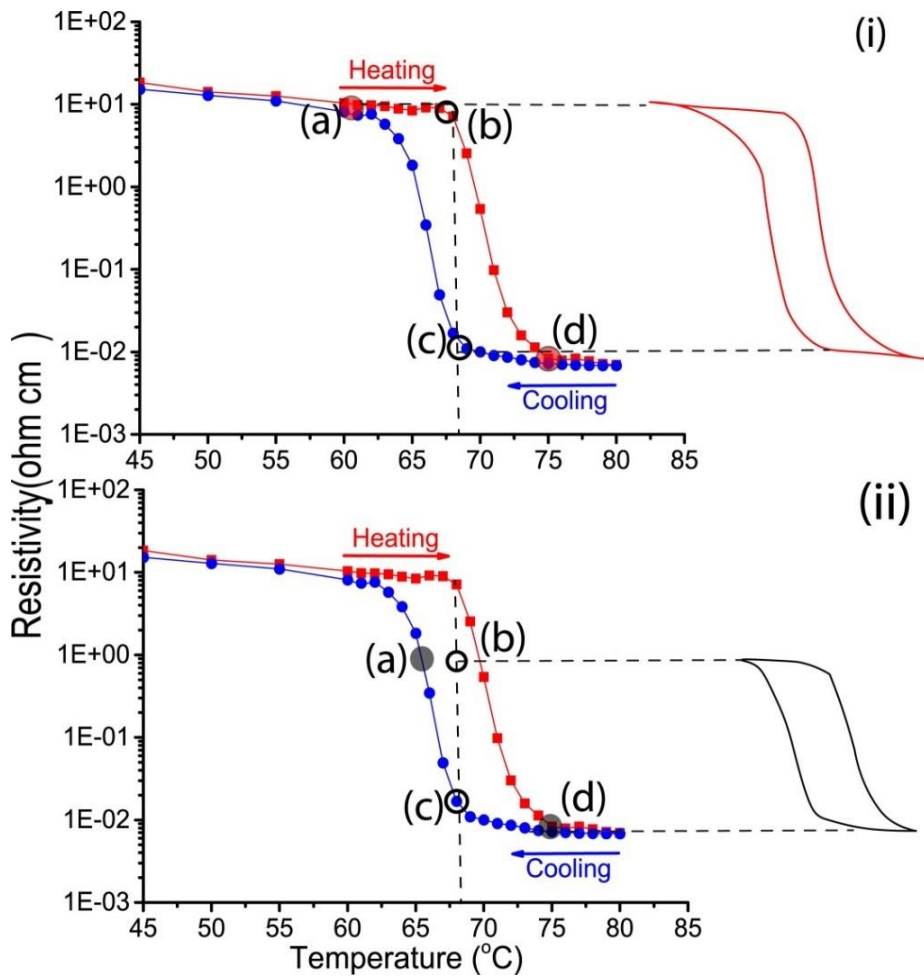 (i)
1E+02
Heating
1E+01
(a)
(b)
1E+00
1E-01
(c)
(d)
1E-02
Cooling
1E-03
45 50 55 60 65 70 75 80 85
Resistivity(ohm cm)
(ii)
1E+02
Heating
1E+01
1E+00
(a)
(b)
1E-01
1E-02
(c)
(d)
Cooling
1E-03
45 50 55 60 65 70 75 80 85
Temperature (°C)